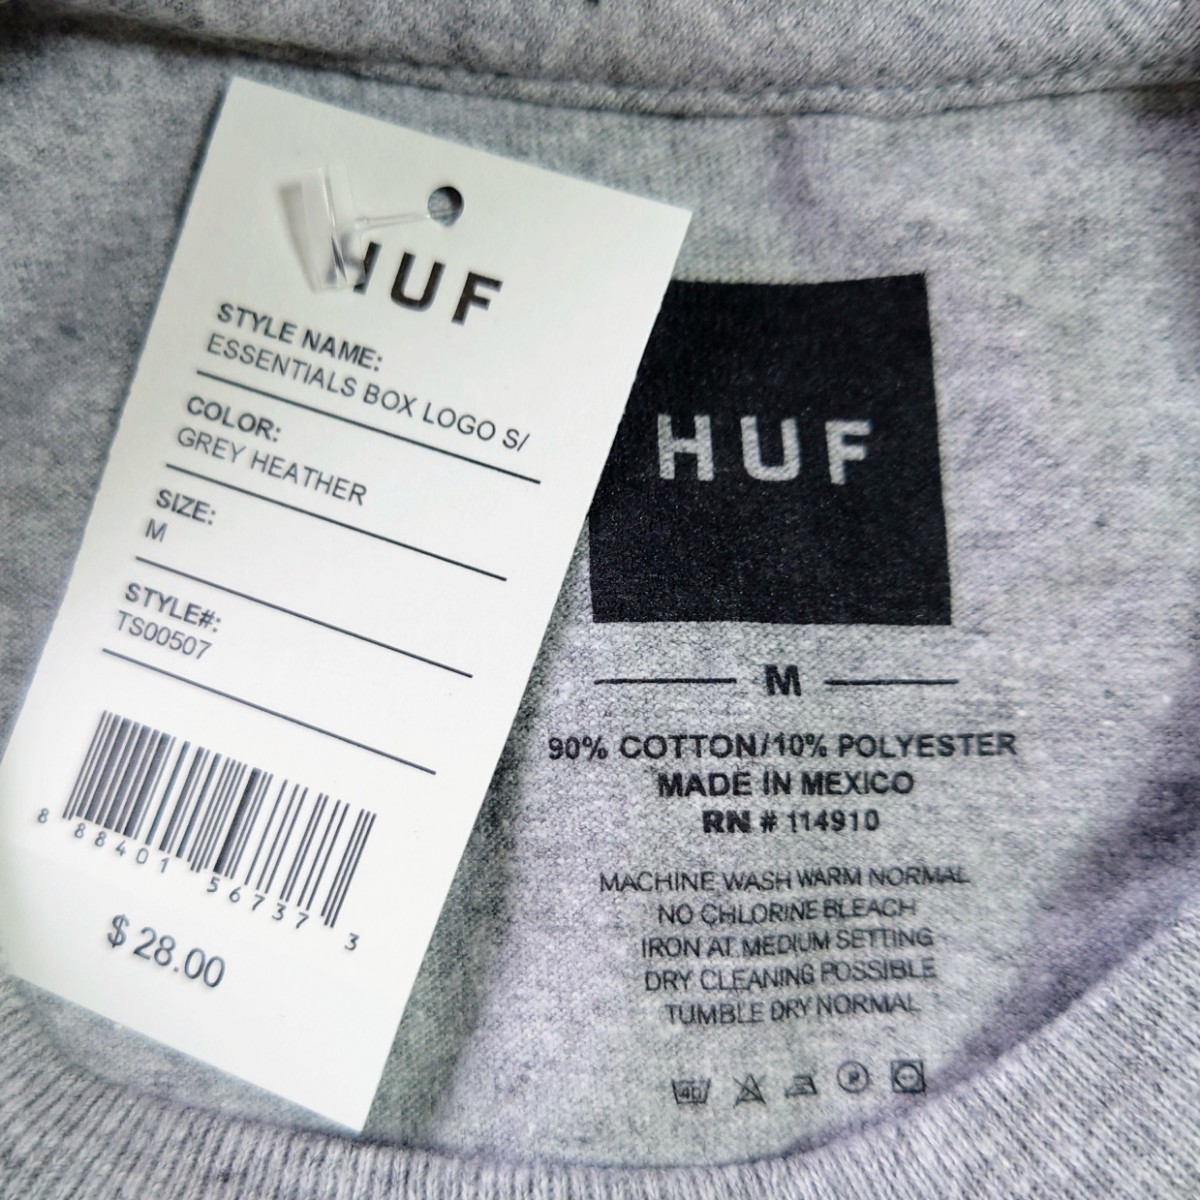 HUF
STYLE NAME:
ESSENTIALS BOX LOGO S/
COLOR:
GREY HEATHER
SIZE:
M
STYLE#:
TS00507
8 88401 56737 3
$ 28.00
HUF
M
90% COTTON/10% POLYESTER
MADE IN MEXICO
RN # 114910
MACHINE WASH WARM NORMAL
NO CHLORINE BLEACH
IRON AT MEDIUM SETTING
DRY CLEANING POSSIBLE
TUMBLE DRY NORMAL
40 P